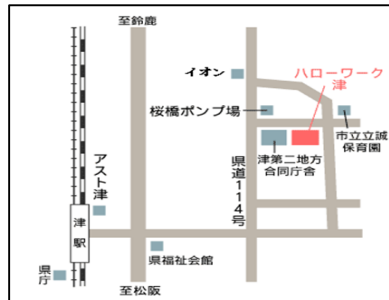 至鈴鹿
イオン
ハローワーク
津
桜橋ポンプ場
市立立誠
保育園
津第二地方
合同庁舎
県道114号
アスト津
津駅
県福祉会館
県庁
至松阪